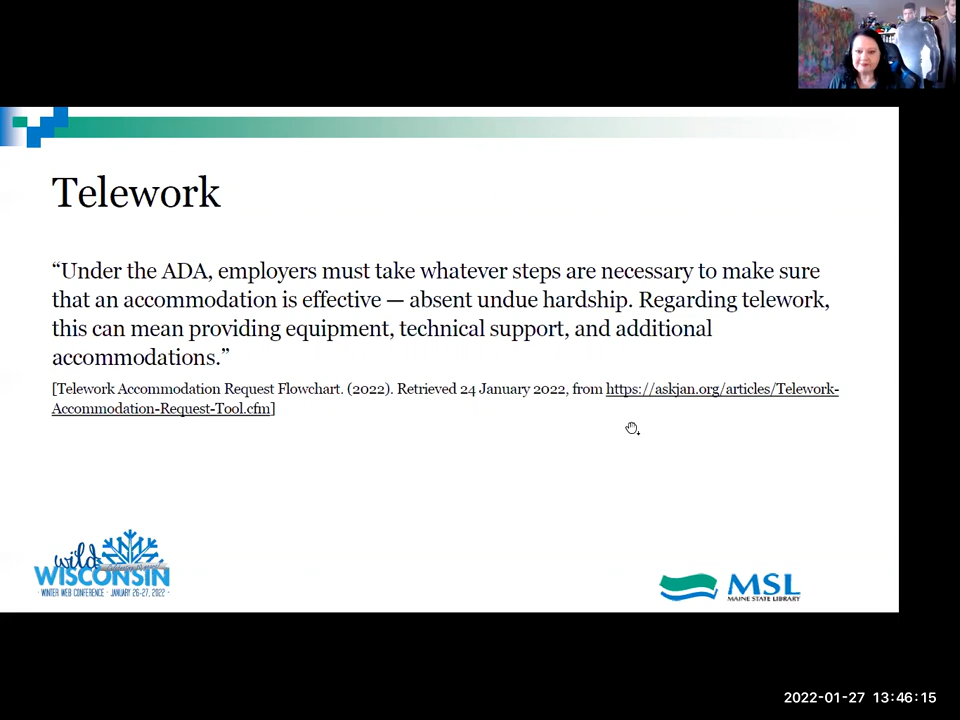 Telework
“Under the ADA, employers must take whatever steps are necessary to make sure
that an accommodation is effective — absent undue hardship. Regarding telework,
this can mean providing equipment, technical support, and additional
accommodations.”
[Telework Accommodation Request Flowchart. (2022). Retrieved 24 January 2022, from https://askjan.org/articles/Telework-
Accommodation-Request-Tool.cfm]
wild
WISCONSIN
· WINTER WEB CONFERENCE · JANUARY 26-27, 2022 ·
MSL
MAINE STATE LIBRARY
2022-01-27 13:46:15